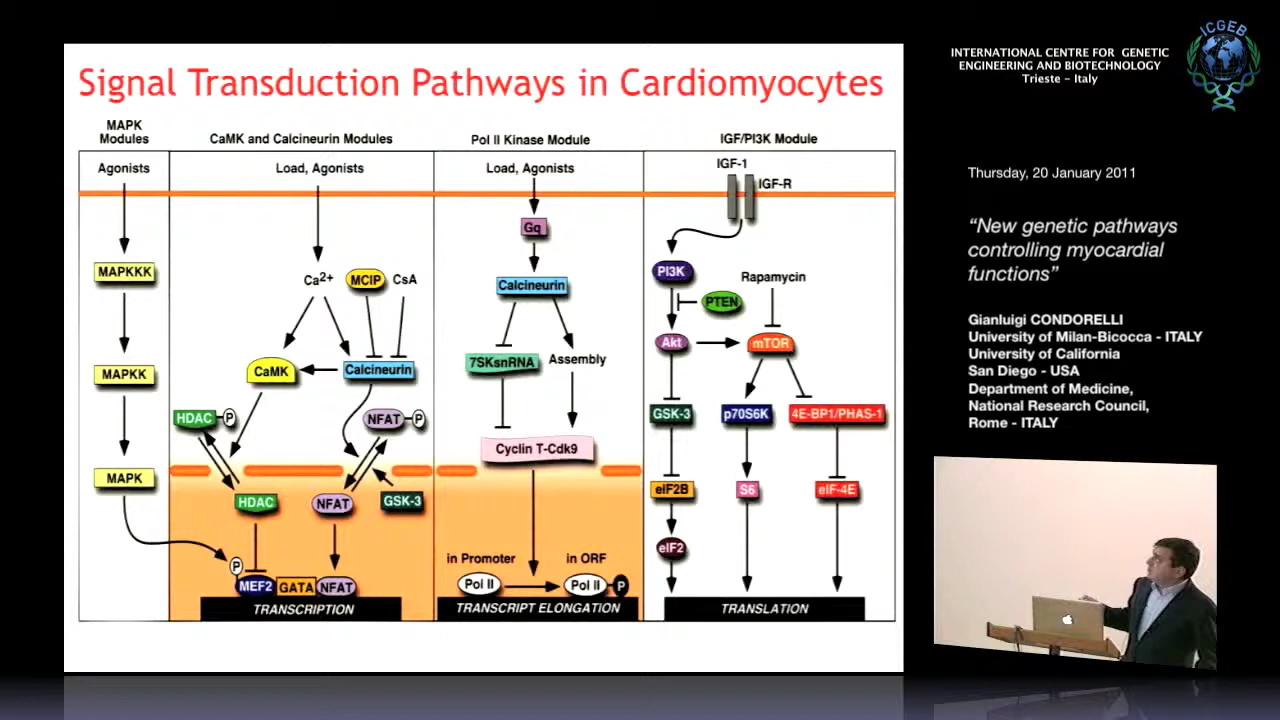 Signal Transduction Pathways in Cardiomyocytes
MAPK
Modules
CaMK and Calcineurin Modules
Pol II Kinase Module
IGF/PI3K Module
Agonists
Load, Agonists
Load, Agonists
IGF-1
IGF-R
Gq
MAPKKK
Ca2+
MCIP
CsA
Calcineurin
PI3K
Rapamycin
PTEN
Akt
mTOR
MAPKK
CaMK
Calcineurin
7SKsnRNA
Assembly
HDAC
P
NFAT
P
GSK-3
p70S6K
4E-BP1/PHAS-1
Cyclin T-Cdk9
MAPK
HDAC
NFAT
GSK-3
eIF2B
S6
eIF-4E
eIF2
P
MEF2
GATA
NFAT
in Promoter
in ORF
Pol II
Pol II
P
TRANSCRIPTION
TRANSCRIPT ELONGATION
TRANSLATION
ICGEB
INTERNATIONAL CENTRE FOR GENETIC
ENGINEERING AND BIOTECHNOLOGY
Trieste - Italy
Thursday, 20 January 2011
“New genetic pathways
controlling myocardial
functions”
Gianluigi CONDORELLI
University of Milan-Bicocca - ITALY
University of California
San Diego - USA
Department of Medicine,
National Research Council,
Rome - ITALY